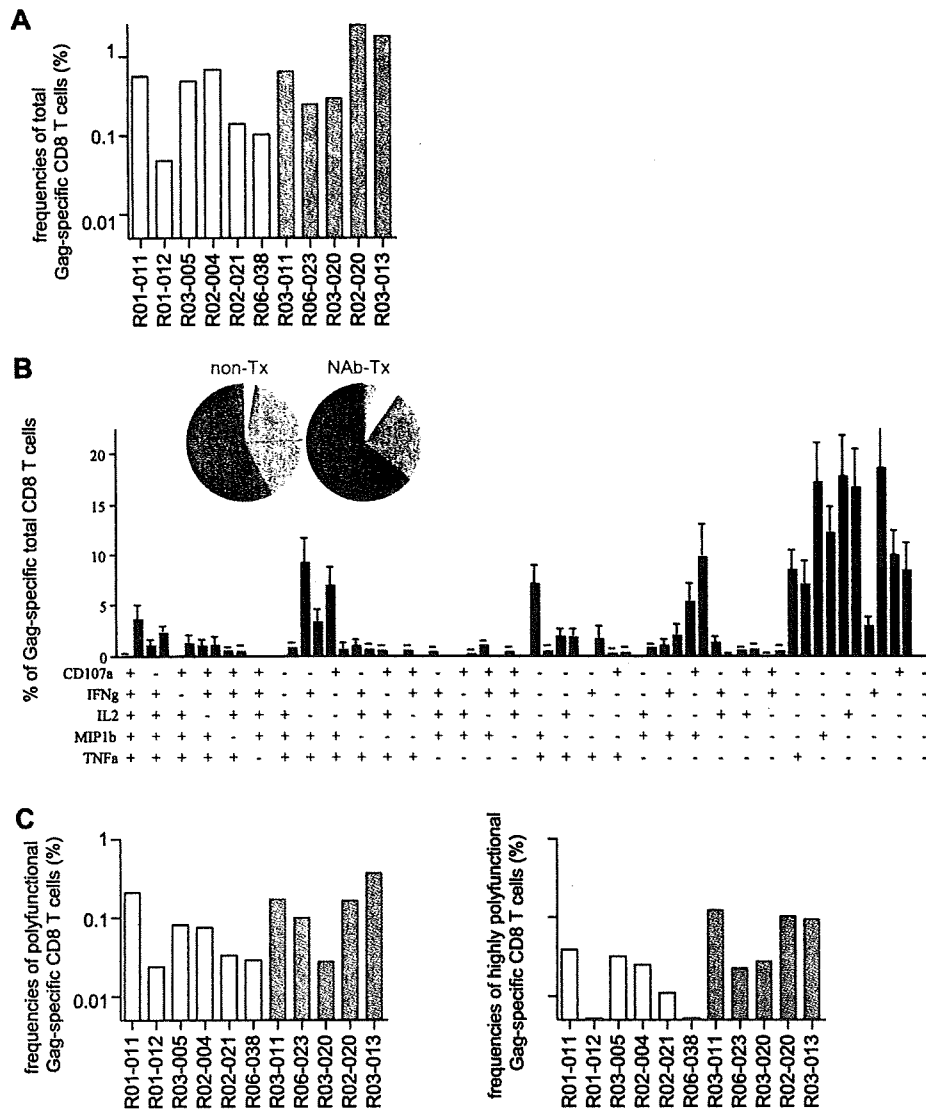 A
frequencies of total
Gag-specific CD8 T cells (%)
1
0.1
0.01
R01-011 R01-012 R03-005 R02-004 R02-021 R06-038 R03-011 R06-023 R03-020 R02-020 R03-013
B
non-Tx NAb-Tx
% of Gag-specific total CD8 T cells
20
15
10
5
0
CD107a + - + + + + - - + - + + - + + + - - - + - - + - + + - - - - + -
IFNg + + - + + + - + - + - + + - + + - - + - - + - + - + - - - + - -
IL2 + + + - + + + - - + + - + + - + - + - - + - - + + - - - + - - -
MIP1b + + + + - + + + + - - - + + + - + - - - + + + - - - - + - - - -
TNFa + + + + + - + + + + + + - - - - + + + + - - - - - - + - - - - -
C
frequencies of polyfunctional
Gag-specific CD8 T cells (%)
1
0.1
0.01
R01-011 R01-012 R03-005 R02-004 R02-021 R06-038 R03-011 R06-023 R03-020 R02-020 R03-013
frequencies of highly polyfunctional
Gag-specific CD8 T cells (%)
R01-011 R01-012 R03-005 R02-004 R02-021 R06-038 R03-011 R06-023 R03-020 R02-020 R03-013